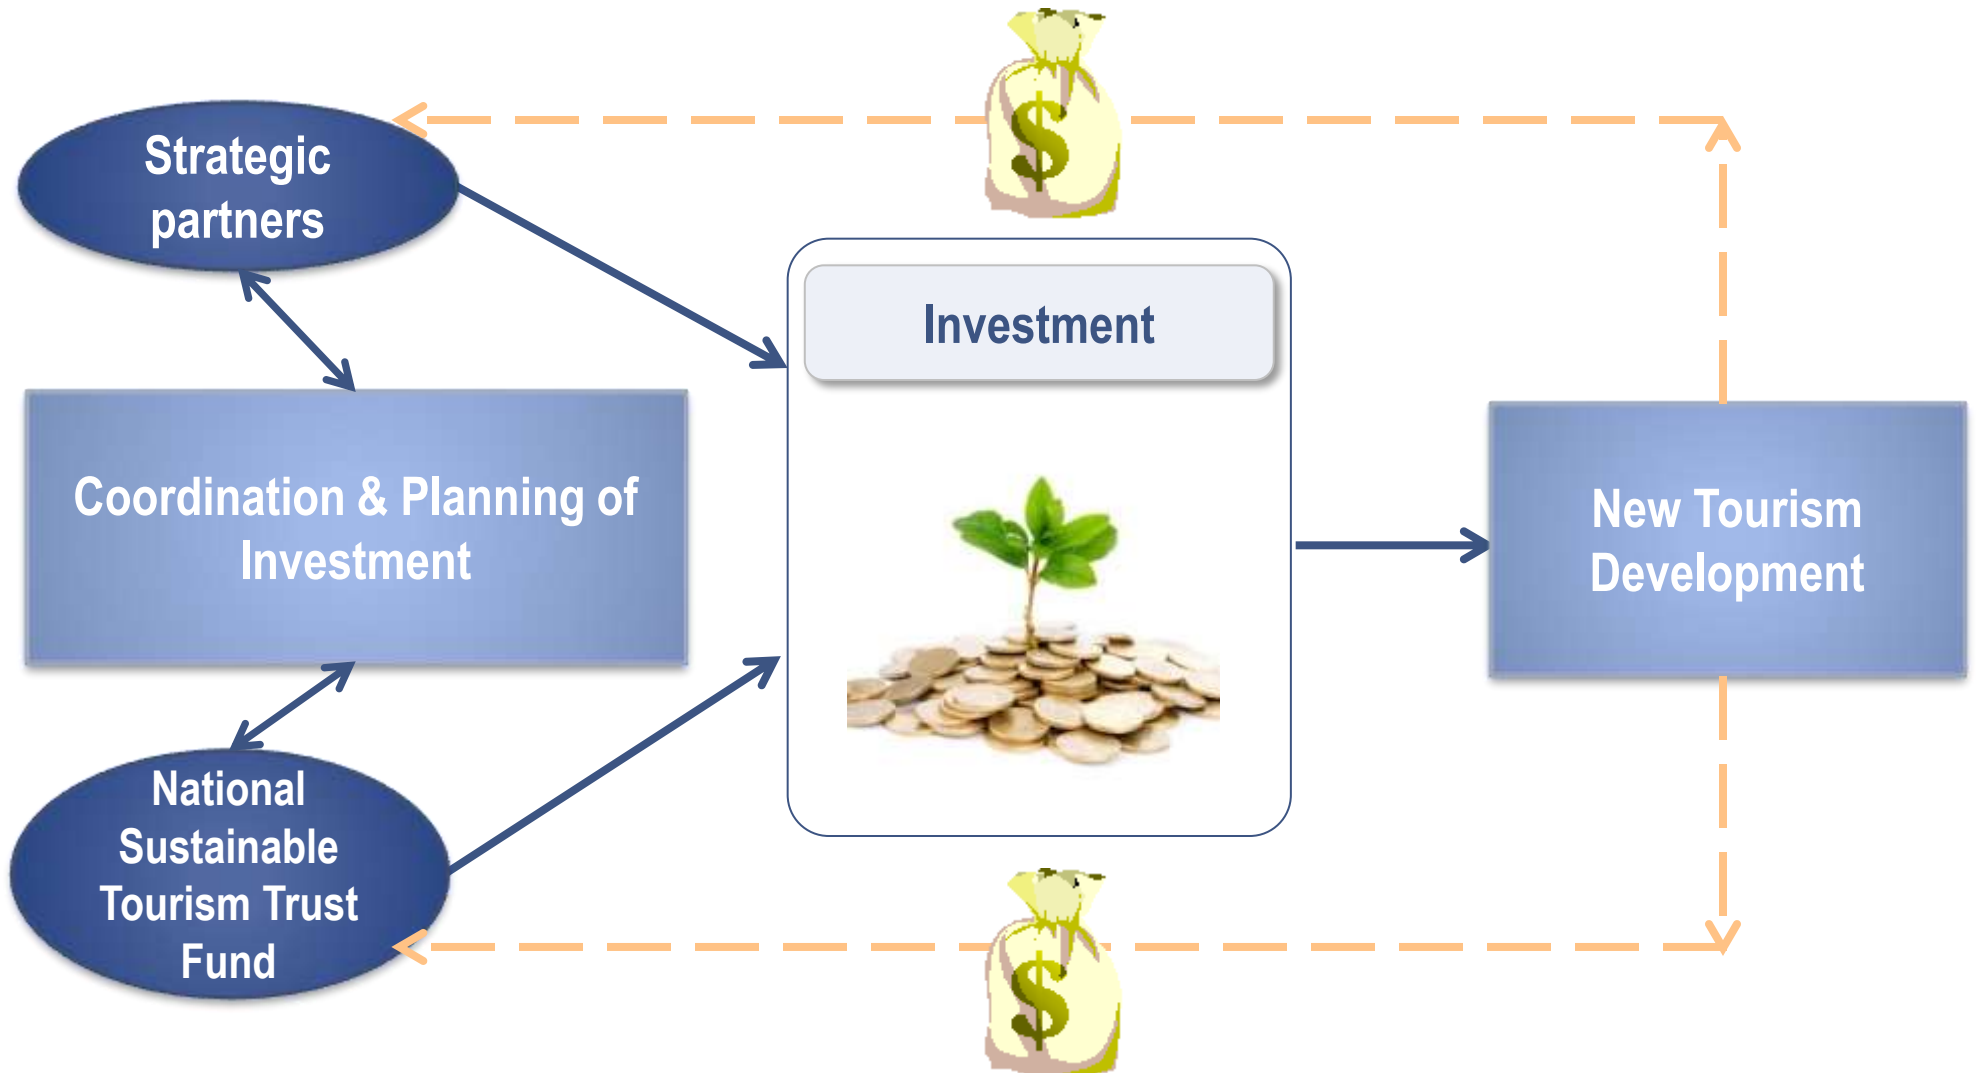 Strategic
partners
Investment
Coordination & Planning of
Investment
New Tourism
Development
National
Sustainable
Tourism Trust
Fund
$
$